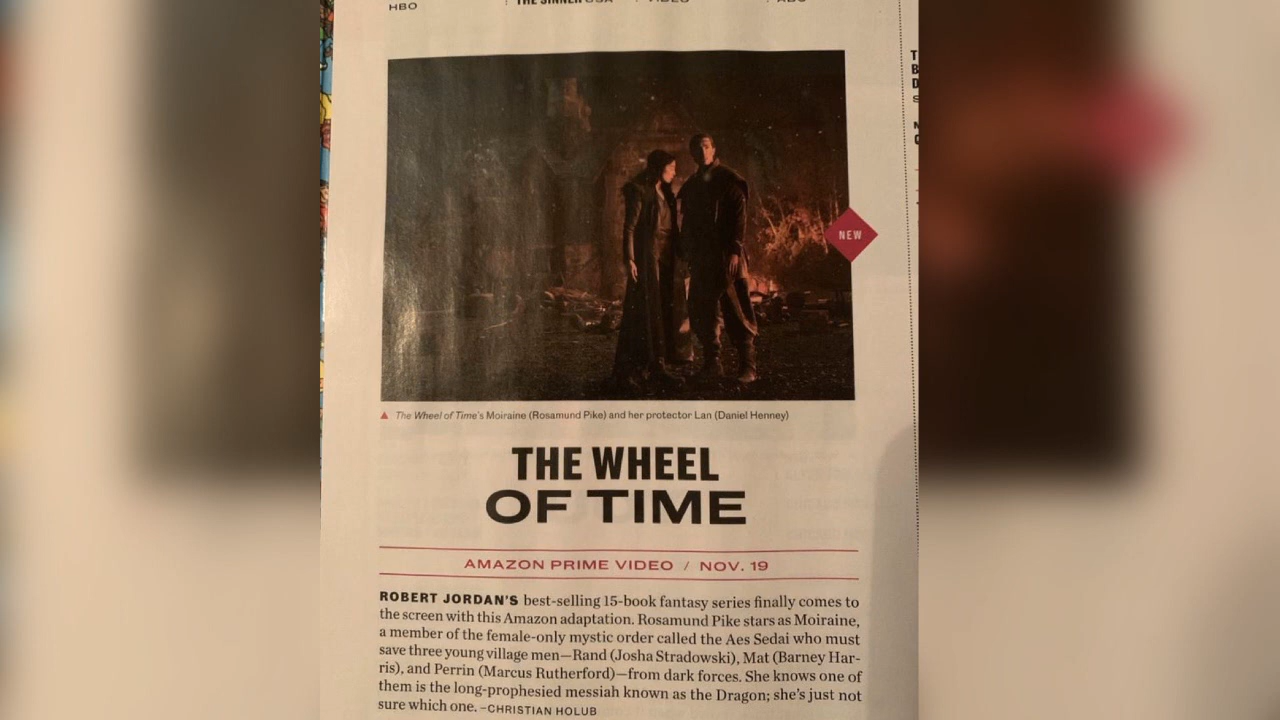 HBO
THE SINNER USA
VIDEO
ABC
NEW
The Wheel of Time's Moiraine (Rosamund Pike) and her protector Lan (Daniel Henney)
THE WHEEL
OF TIME
AMAZON PRIME VIDEO / NOV. 19
ROBERT JORDAN'S best-selling 15-book fantasy series finally comes to
the screen with this Amazon adaptation. Rosamund Pike stars as Moiraine,
a member of the female-only mystic order called the Aes Sedai who must
save three young village men—Rand (Josha Stradowski), Mat (Barney Har-
ris), and Perrin (Marcus Rutherford)—from dark forces. She knows one of
them is the long-prophesied messiah known as the Dragon; she's just not
sure which one. –CHRISTIAN HOLUB